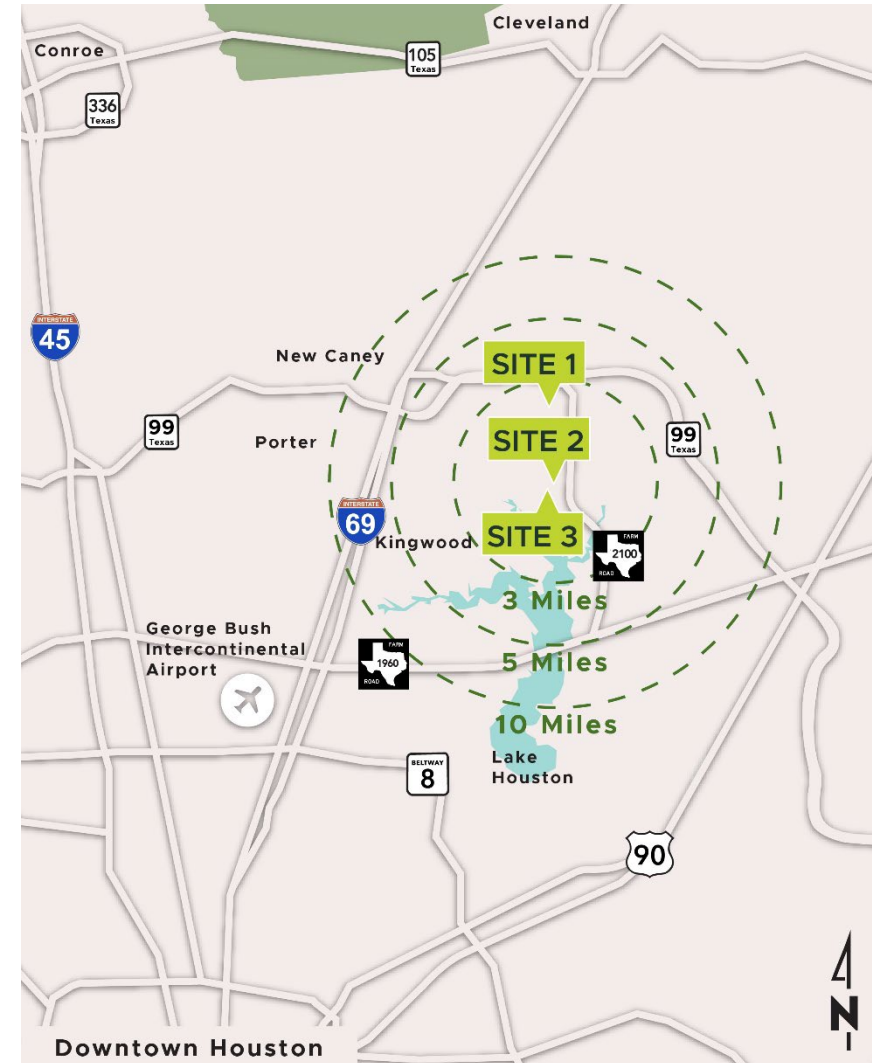 Cleveland
Conroe
105
Texas
336
Texas
INTERSTATE
45
New Caney
SITE 1
99
Texas
Porter
SITE 2
99
Texas
INTERSTATE
69
Kingwood
SITE 3
FARM
2100
ROAD
3 Miles
George Bush
Intercontinental
Airport
FARM
1960
ROAD
5 Miles
10 Miles
Lake
Houston
BELTWAY
8
90
N
Downtown Houston